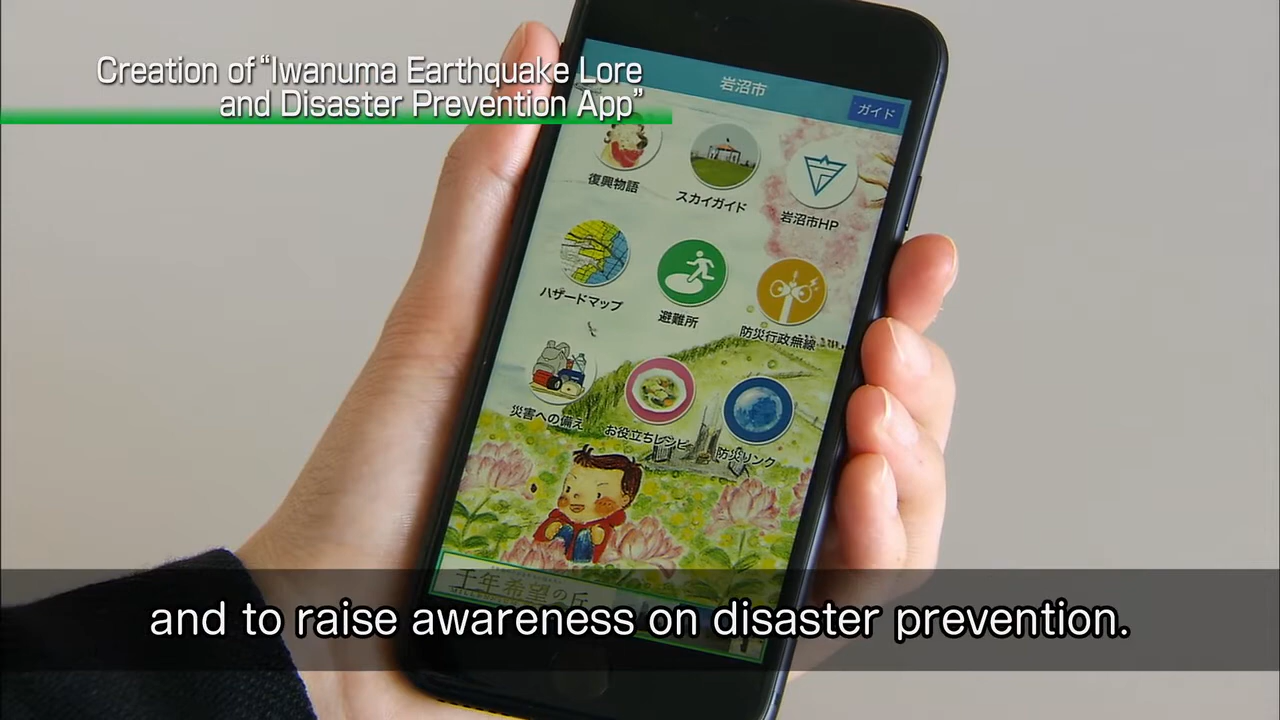 Creation of “Iwanuma Earthquake Lore
and Disaster Prevention App”
岩沼市
ガイド
復興物語
スカイガイド
岩沼市HP
ハザードマップ
避難所
防災行政無線
災害への備え
お役立ちレシピ
防災リンク
千年希望の丘
and to raise awareness on disaster prevention.